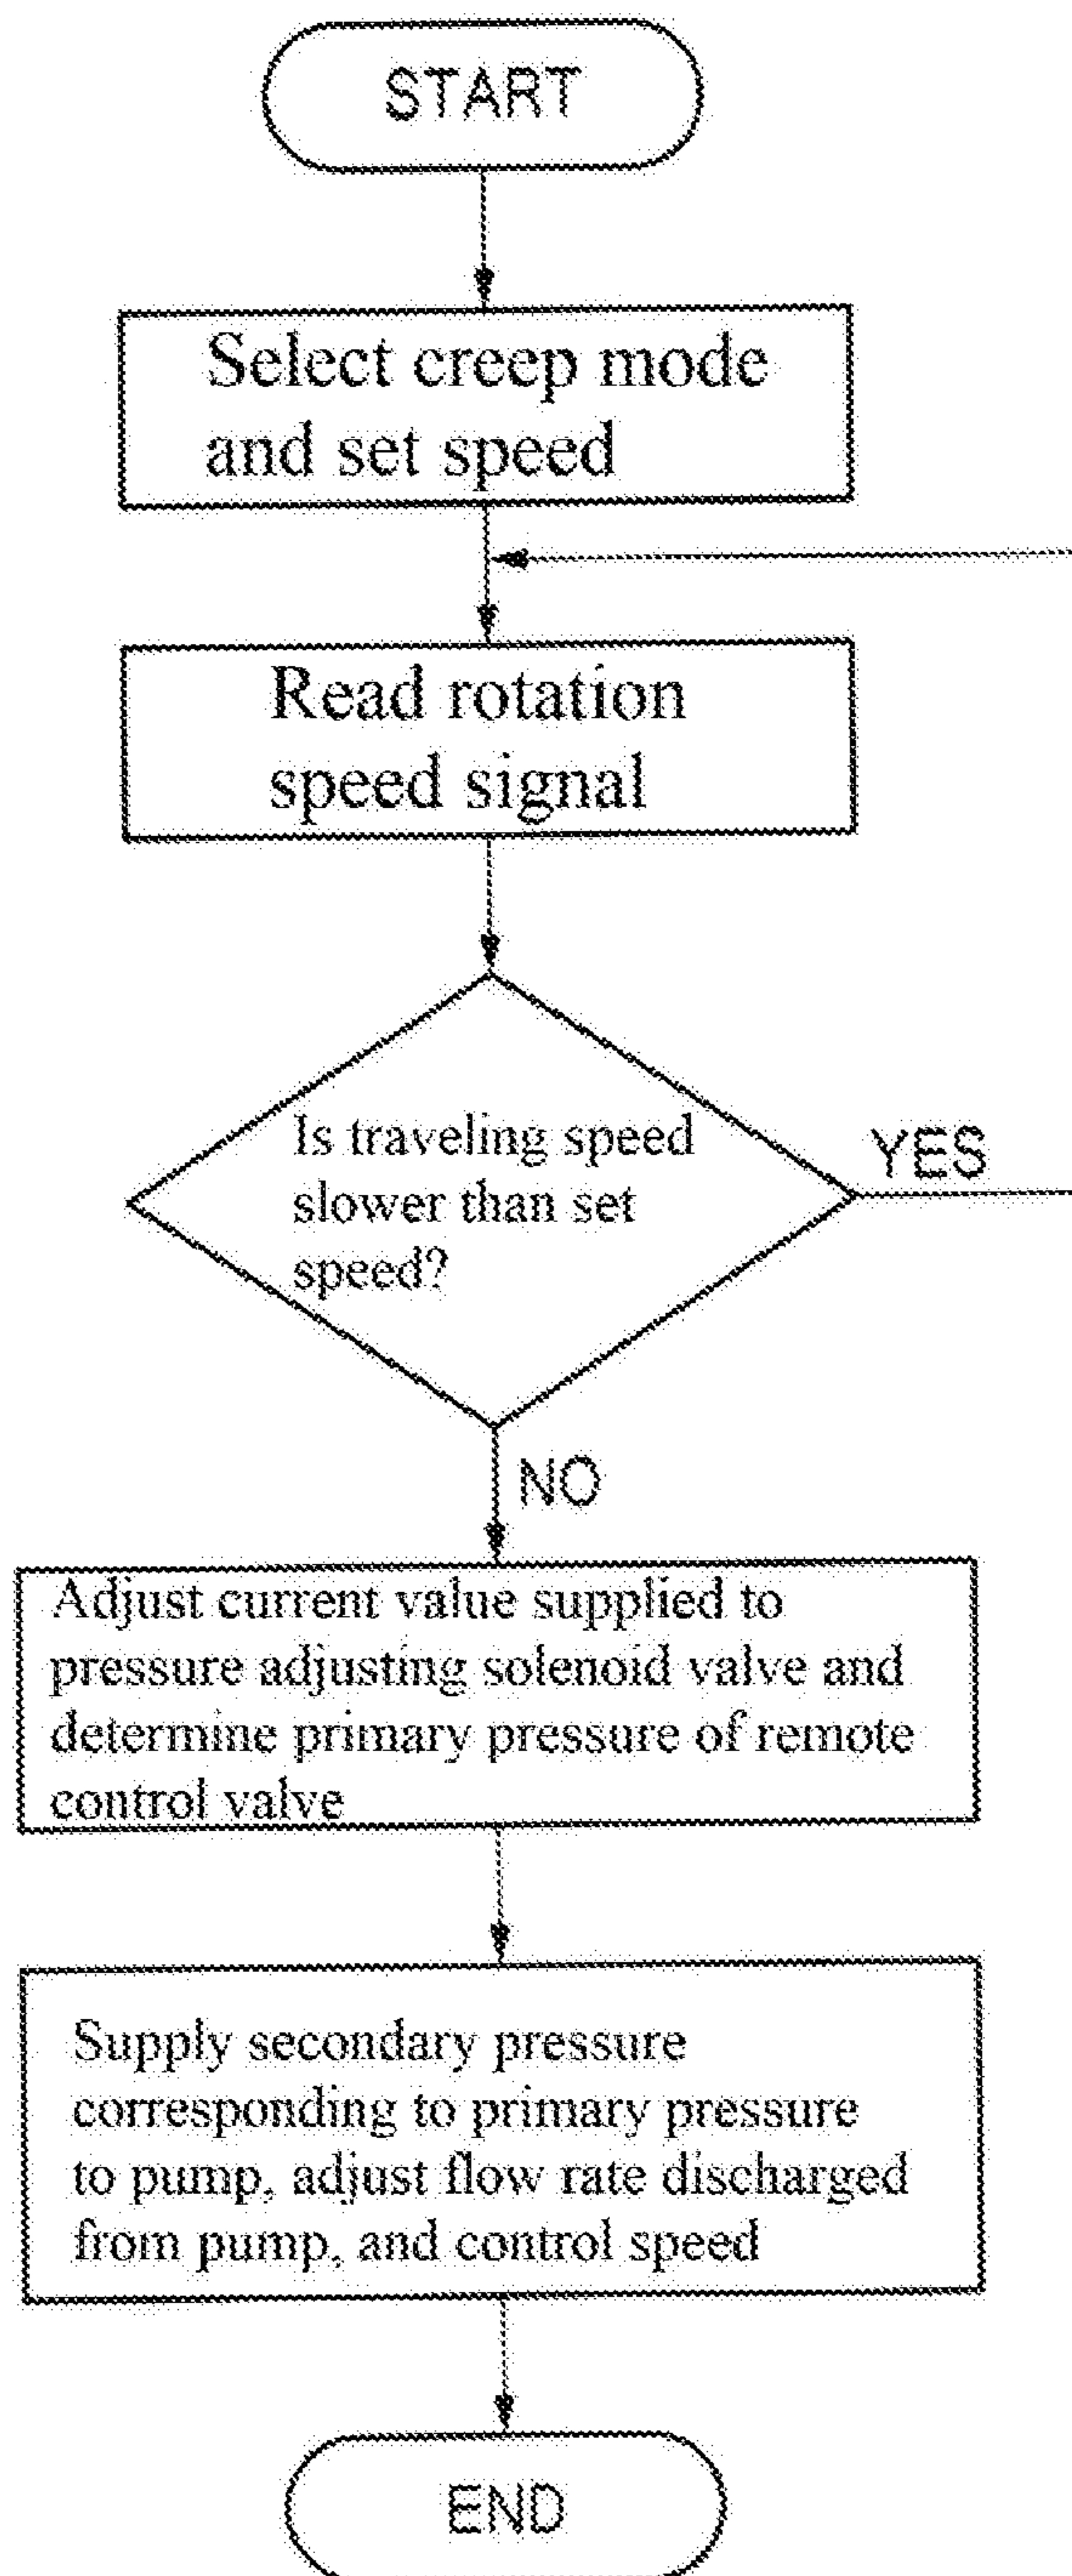 START
Select creep mode
and set speed
Read rotation
speed signal
Is traveling speed
slower than set
speed?
YES
NO
Adjust current value supplied to
pressure adjusting solenoid valve and
determine primary pressure of remote
control valve
Supply secondary pressure
corresponding to primary pressure
to pump, adjust flow rate discharged
from pump, and control speed
END